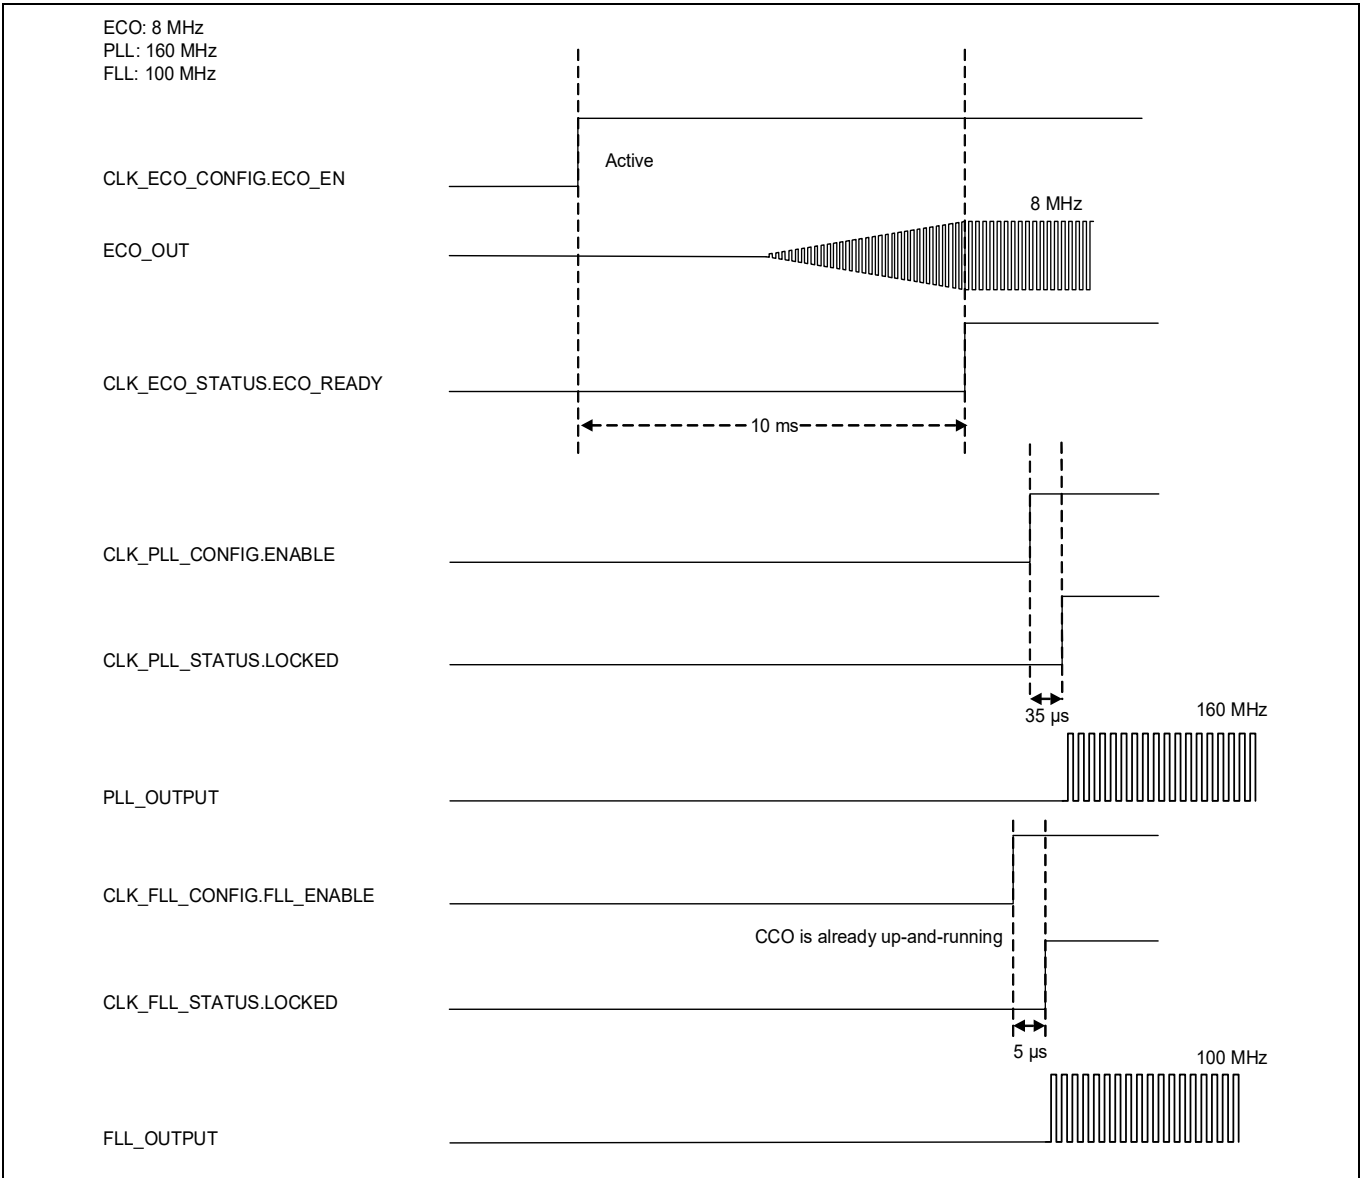 ECO: 8 MHz
PLL: 160 MHz
FLL: 100 MHz
Active
CLK_ECO_CONFIG.ECO_EN
8 MHz
ECO_OUT
CLK_ECO_STATUS.ECO_READY
10 ms
CLK_PLL_CONFIG.ENABLE
CLK_PLL_STATUS.LOCKED
35 µs
160 MHz
PLL_OUTPUT
CLK_FLL_CONFIG.FLL_ENABLE
CCO is already up-and-running
CLK_FLL_STATUS.LOCKED
5 µs
100 MHz
FLL_OUTPUT